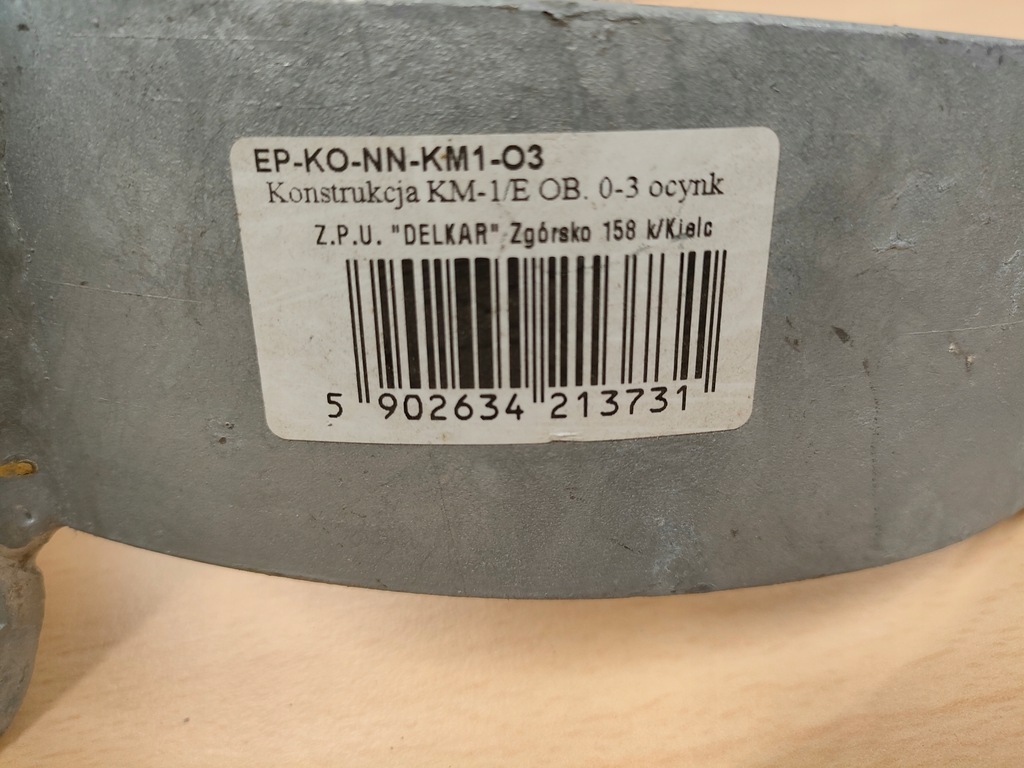 EP-KO-NN-KM1-O3
Konstrukcja KM-1/E OB. 0-3 ocynk
Z.P.U. "DELKAR" Zgórsko 158 k/Kielc
5 902634 213731